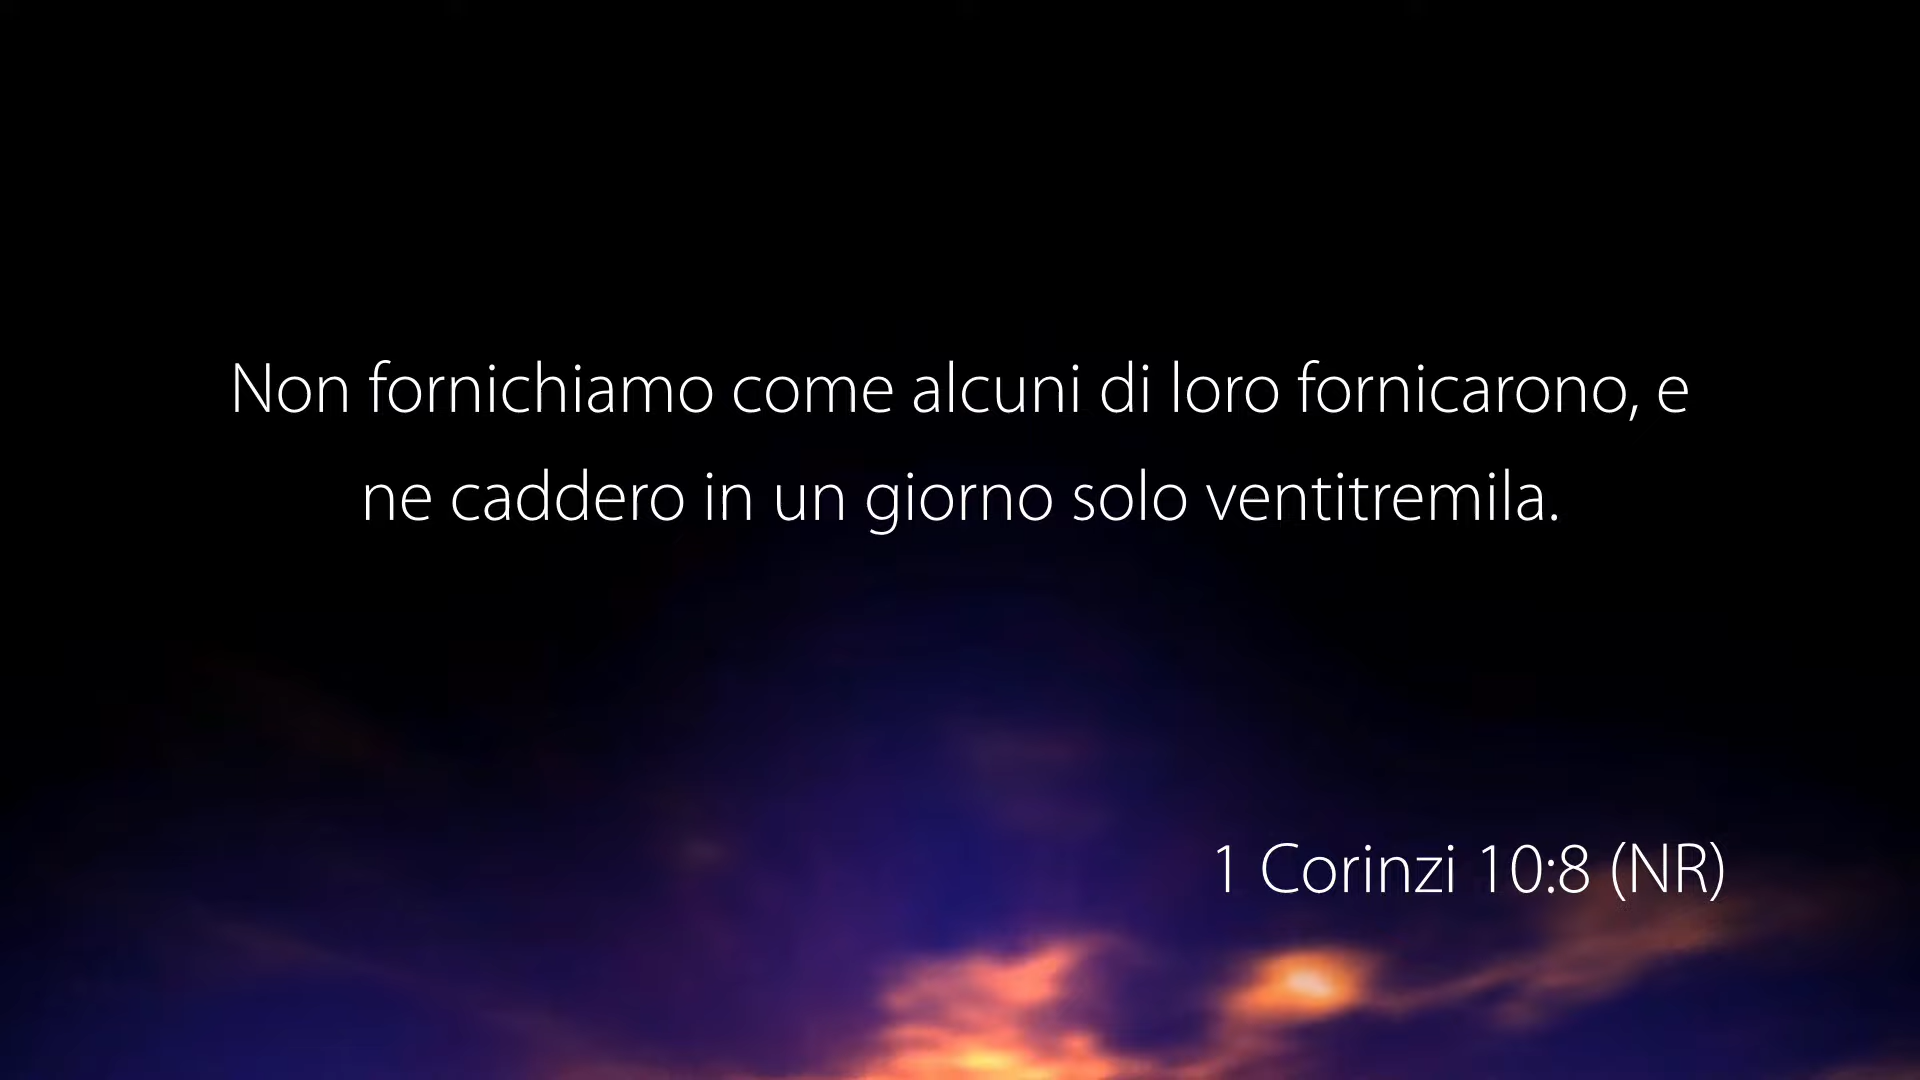 Non fornichiamo come alcuni di loro fornicarono, e
ne caddero in un giorno solo ventitremila.
1 Corinzi 10:8 (NR)